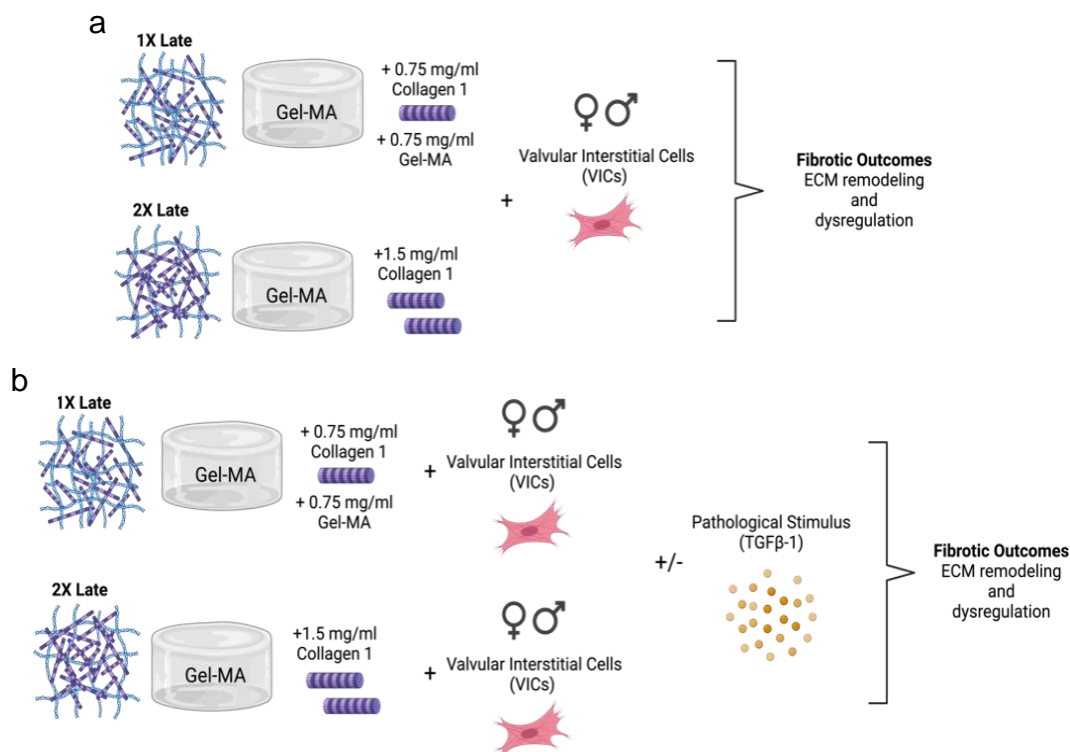 a
1X Late
Gel-MA
+ 0.75 mg/ml
Collagen 1
+ 0.75 mg/ml
Gel-MA
2X Late
Gel-MA
+1.5 mg/ml
Collagen 1
+
♀♂
Valvular Interstitial Cells
(VICs)
Fibrotic Outcomes
ECM remodeling
and
dysregulation
b
1X Late
Gel-MA
+ 0.75 mg/ml
Collagen 1
+ 0.75 mg/ml
Gel-MA
+
♀♂
Valvular Interstitial Cells
(VICs)
2X Late
Gel-MA
+1.5 mg/ml
Collagen 1
+
♀♂
Valvular Interstitial Cells
(VICs)
+/-
Pathological Stimulus
(TGFβ-1)
Fibrotic Outcomes
ECM remodeling
and
dysregulation